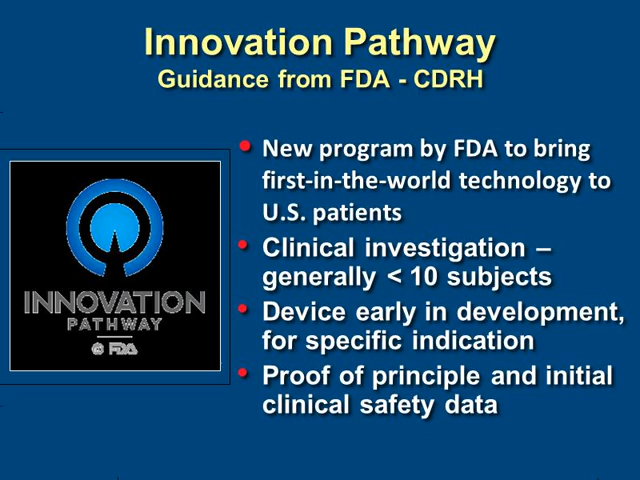 Innovation Pathway
Guidance from FDA - CDRH
• New program by FDA to bring
first-in-the-world technology to
U.S. patients
• Clinical investigation –
generally < 10 subjects
• Device early in development,
for specific indication
• Proof of principle and initial
clinical safety data
INNOVATION
PATHWAY
@ FDA